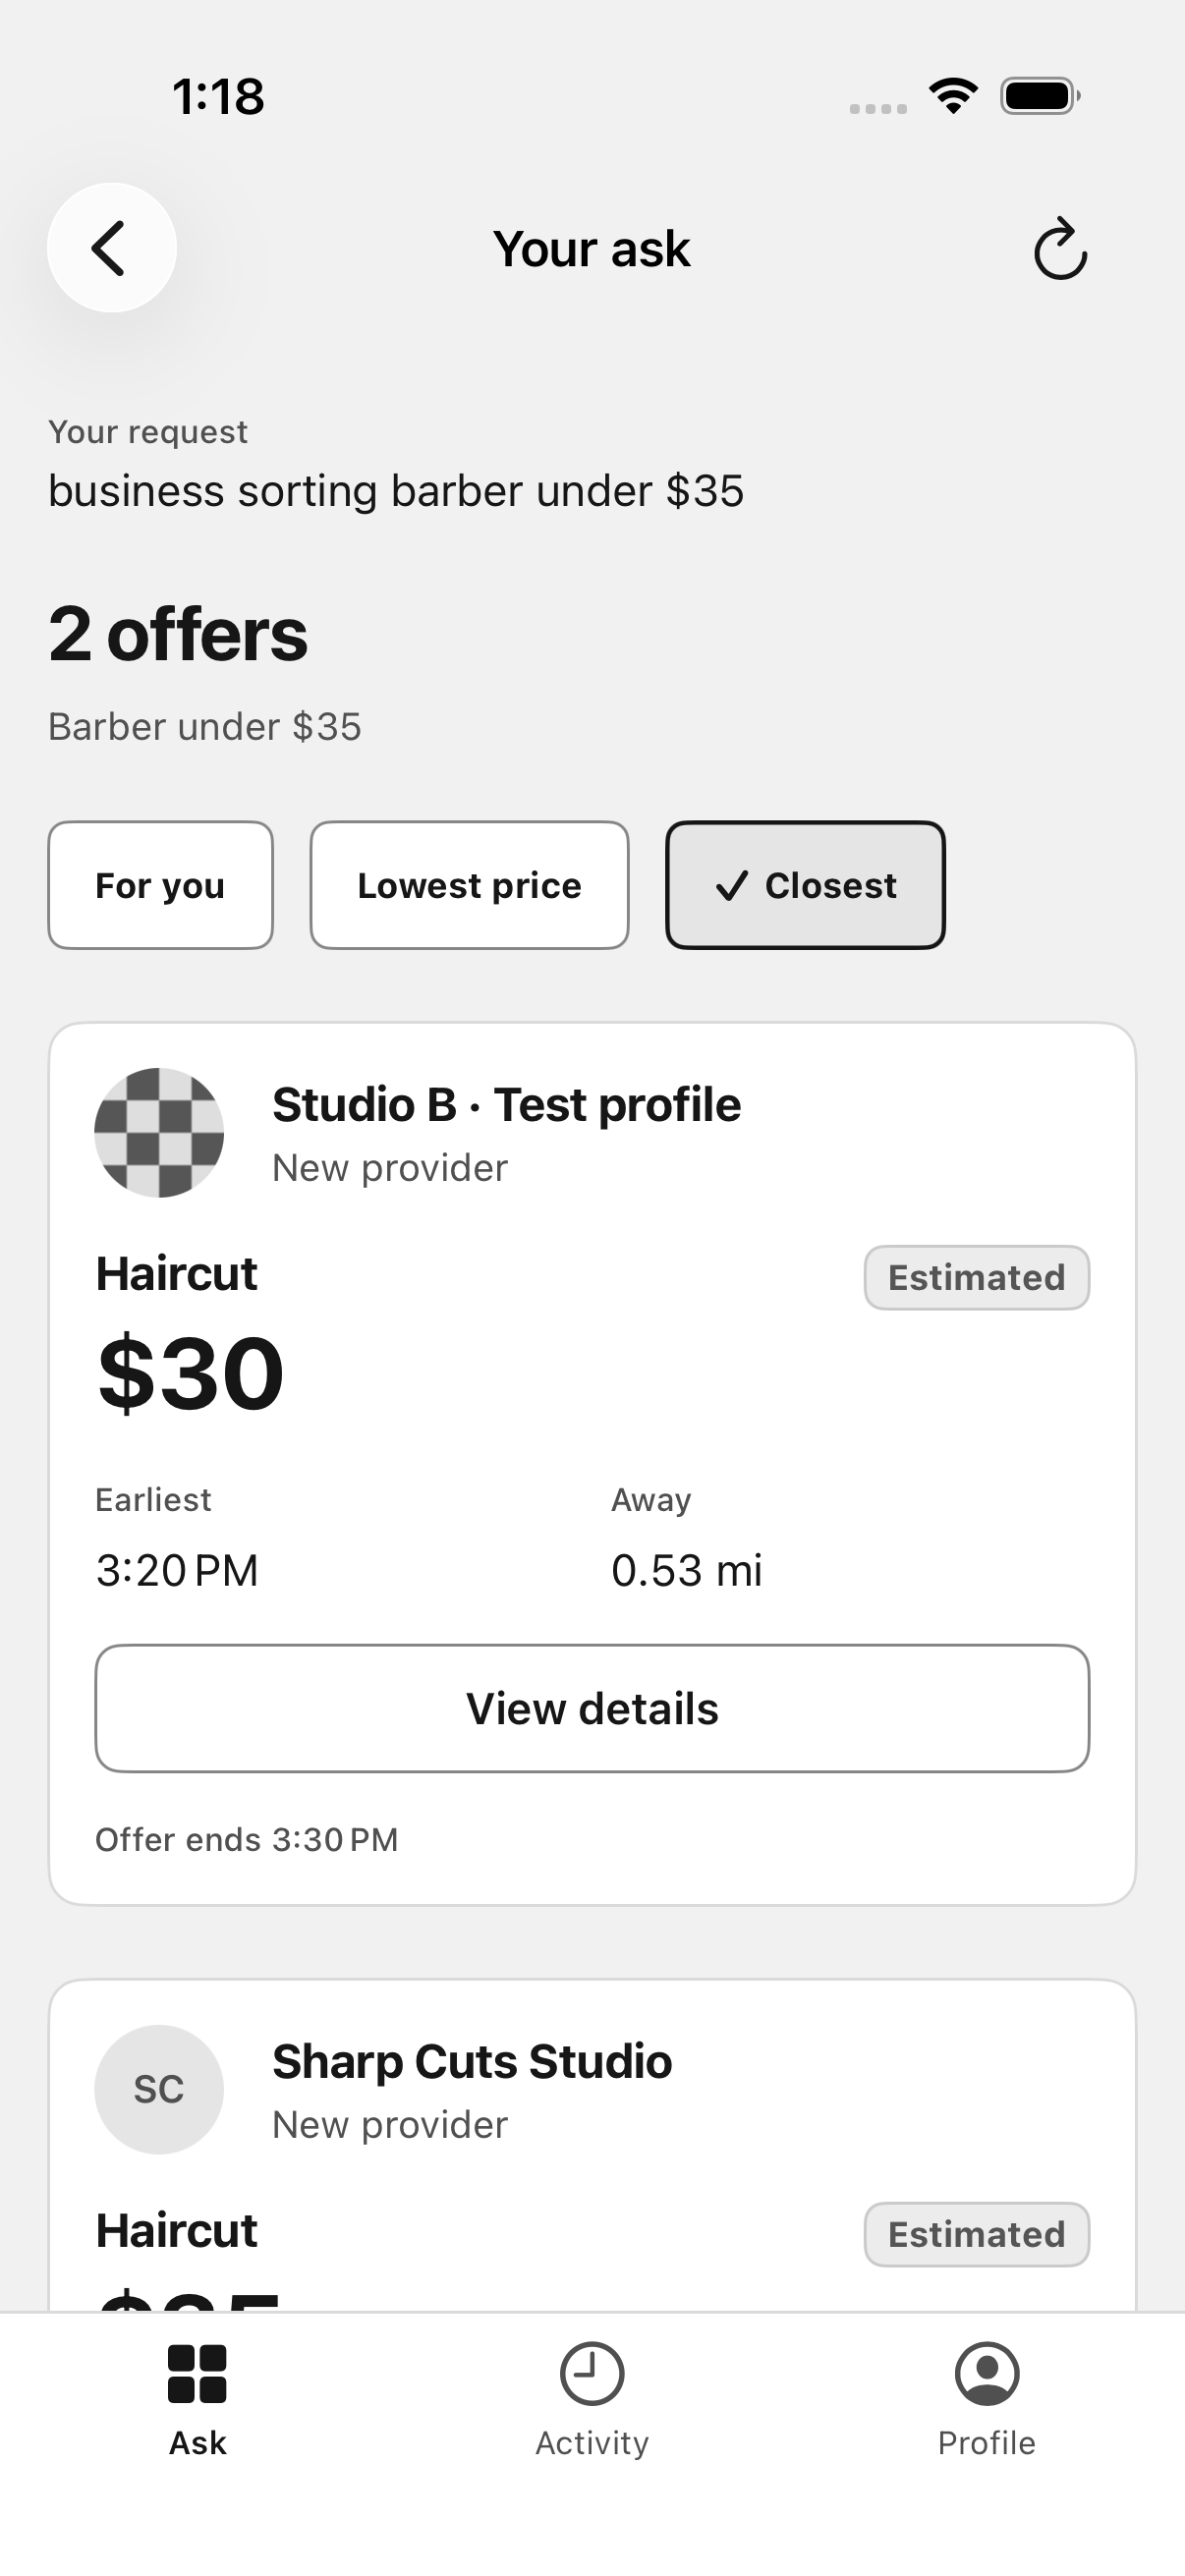 1:18
Your ask
Your request
business sorting barber under $35
2 offers
Barber under $35
For you
Lowest price
✓ Closest
Studio B · Test profile
New provider
Haircut
Estimated
$30
Earliest
Away
3:20 PM
0.53 mi
View details
Offer ends 3:30 PM
SC
Sharp Cuts Studio
New provider
Haircut
Estimated
Ask
Activity
Profile